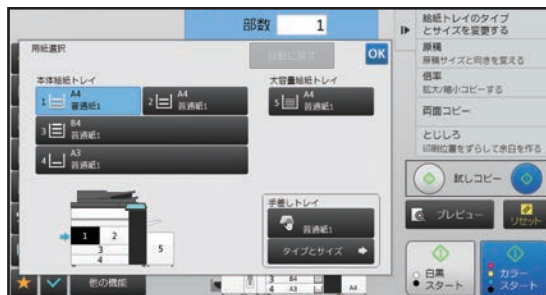 部数 1
用紙選択
自動に戻す
OK
本体給紙トレイ
1 A4
普通紙1
2 A4
普通紙1
3 B4
普通紙1
4 A3
普通紙1
大容量給紙トレイ
5 A4
普通紙1
手差しトレイ
普通紙1
タイプとサイズ
1 2
3
4
5
他の機能
3 B4
4 A3
A4
給紙トレイのタイプ
とサイズを変更する
原稿
原稿サイズと向きを変える
倍率
拡大/縮小コピーする
両面コピー
とじしろ
印刷位置をずらして余白を作る
試しコピー
プレビュー
リセット
白黒
スタート
カラー
スタート